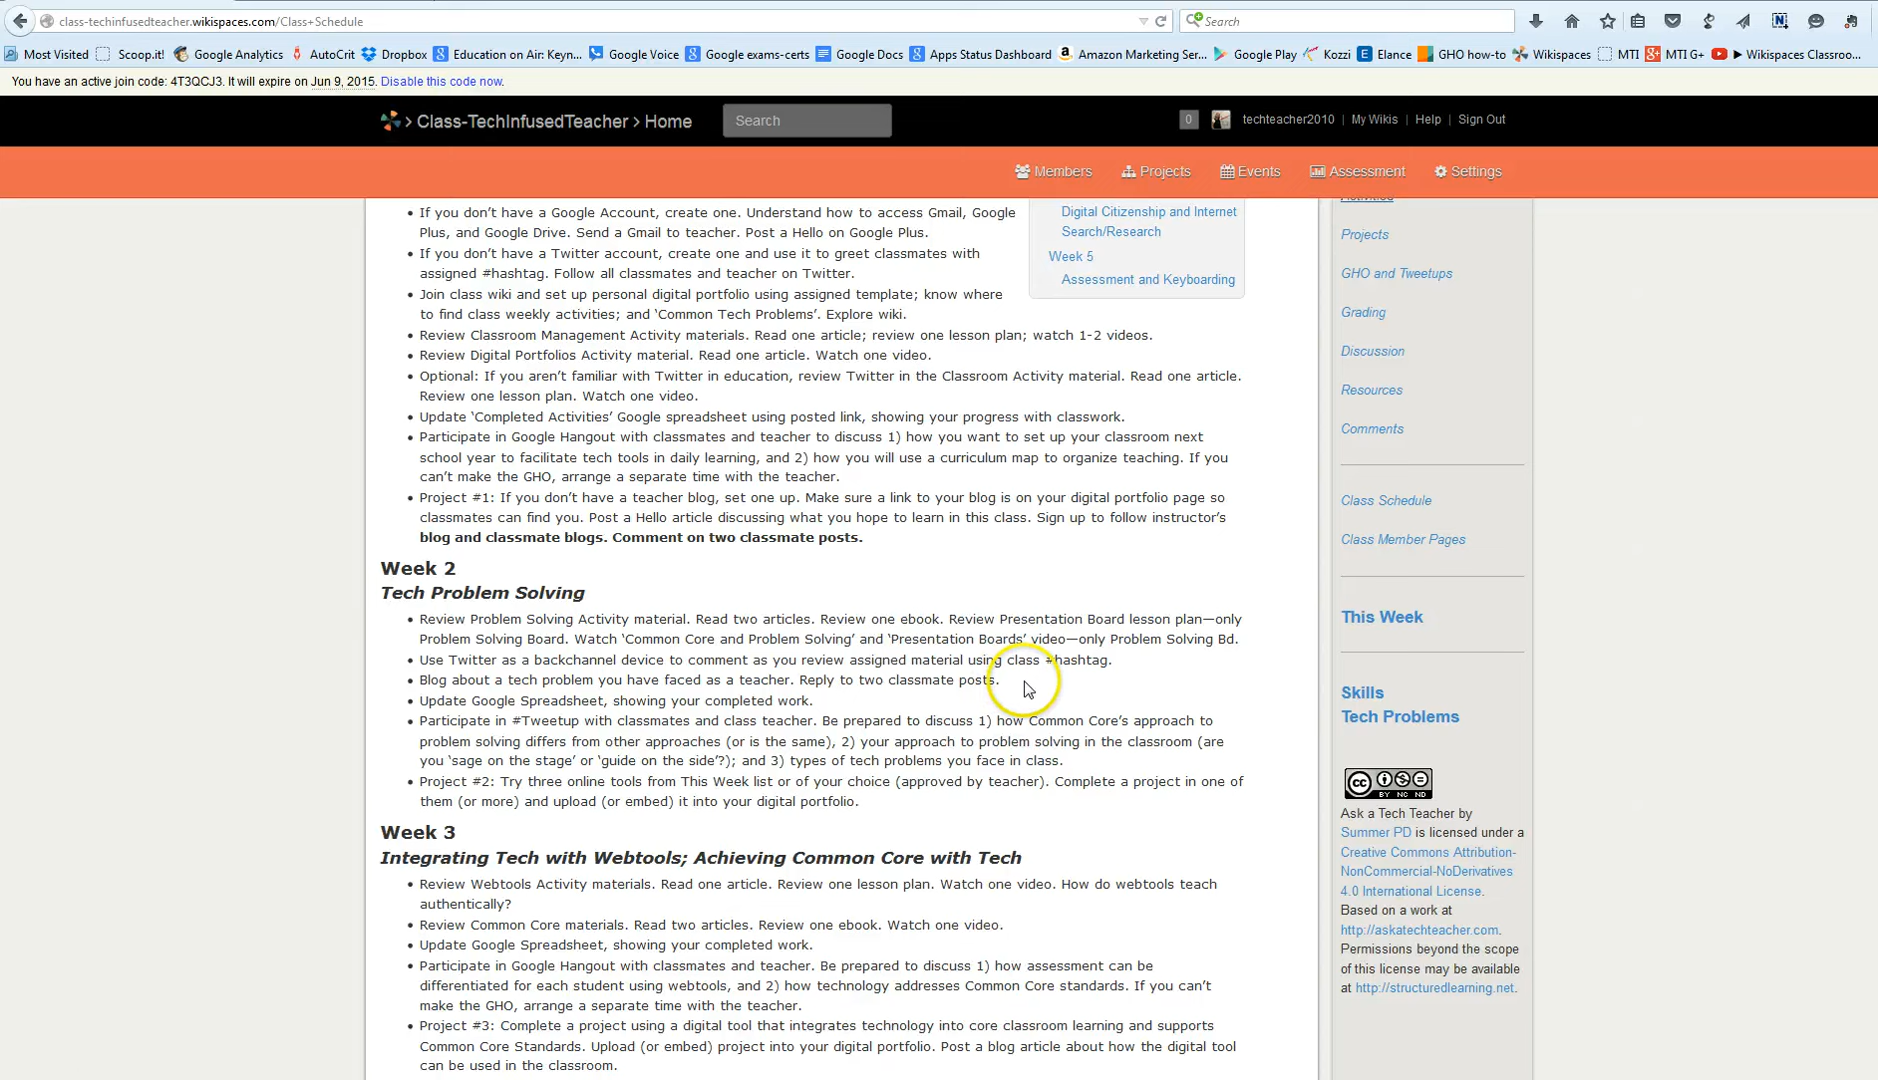 class-techinfusedteacher.wikispaces.com/Class+Schedule
Search
Most Visited Scoop.it! Google Analytics AutoCrit Dropbox Education on Air: Keyn... Google Voice Google exams-certs Google Docs Apps Status Dashboard Amazon Marketing Ser... Google Play Kozzi Elance GHO how-to Wikispaces MTI MTI G+ ▶ Wikispaces Classroo...
You have an active join code: 4T3QCJ3. It will expire on Jun 9, 2015. Disable this code now.
> Class-TechInfusedTeacher > Home
Search
0 techteacher2010 | My Wikis | Help | Sign Out
Members Projects Events Assessment Settings
• If you don't have a Google Account, create one. Understand how to access Gmail, Google
Plus, and Google Drive. Send a Gmail to teacher. Post a Hello on Google Plus.
• If you don't have a Twitter account, create one and use it to greet classmates with
assigned #hashtag. Follow all classmates and teacher on Twitter.
• Join class wiki and set up personal digital portfolio using assigned template; know where
to find class weekly activities; and 'Common Tech Problems'. Explore wiki.
• Review Classroom Management Activity materials. Read one article; review one lesson plan; watch 1-2 videos.
• Review Digital Portfolios Activity material. Read one article. Watch one video.
• Optional: If you aren't familiar with Twitter in education, review Twitter in the Classroom Activity material. Read one article.
Review one lesson plan. Watch one video.
• Update 'Completed Activities' Google spreadsheet using posted link, showing your progress with classwork.
• Participate in Google Hangout with classmates and teacher to discuss 1) how you want to set up your classroom next
school year to facilitate tech tools in daily learning, and 2) how you will use a curriculum map to organize teaching. If you
can't make the GHO, arrange a separate time with the teacher.
• Project #1: If you don't have a teacher blog, set one up. Make sure a link to your blog is on your digital portfolio page so
classmates can find you. Post a Hello article discussing what you hope to learn in this class. Sign up to follow instructor's
blog and classmate blogs. Comment on two classmate posts.
Digital Citizenship and Internet
Search/Research
Week 5
Assessment and Keyboarding
Week 2
Tech Problem Solving
• Review Problem Solving Activity material. Read two articles. Review one ebook. Review Presentation Board lesson plan—only
Problem Solving Board. Watch 'Common Core and Problem Solving' and 'Presentation Boards' video—only Problem Solving Bd.
• Use Twitter as a backchannel device to comment as you review assigned material using class #hashtag.
• Blog about a tech problem you have faced as a teacher. Reply to two classmate posts.
• Update Google Spreadsheet, showing your completed work.
• Participate in #Tweetup with classmates and class teacher. Be prepared to discuss 1) how Common Core's approach to
problem solving differs from other approaches (or is the same), 2) your approach to problem solving in the classroom (are
you 'sage on the stage' or 'guide on the side'?); and 3) types of tech problems you face in class.
• Project #2: Try three online tools from This Week list or of your choice (approved by teacher). Complete a project in one of
them (or more) and upload (or embed) it into your digital portfolio.
Week 3
Integrating Tech with Webtools; Achieving Common Core with Tech
• Review Webtools Activity materials. Read one article. Review one lesson plan. Watch one video. How do webtools teach
authentically?
• Review Common Core materials. Read two articles. Review one ebook. Watch one video.
• Update Google Spreadsheet, showing your completed work.
• Participate in Google Hangout with classmates and teacher. Be prepared to discuss 1) how assessment can be
differentiated for each student using webtools, and 2) how technology addresses Common Core standards. If you can't
make the GHO, arrange a separate time with the teacher.
• Project #3: Complete a project using a digital tool that integrates technology into core classroom learning and supports
Common Core Standards. Upload (or embed) project into your digital portfolio. Post a blog article about how the digital tool
can be used in the classroom.
Activities
Projects
GHO and Tweetups
Grading
Discussion
Resources
Comments
Class Schedule
Class Member Pages
This Week
Skills
Tech Problems
cc BY NC ND
Ask a Tech Teacher by
Summer PD is licensed under a
Creative Commons Attribution-
NonCommercial-NoDerivatives
4.0 International License.
Based on a work at
http://askatechteacher.com.
Permissions beyond the scope
of this license may be available
at http://structuredlearning.net.